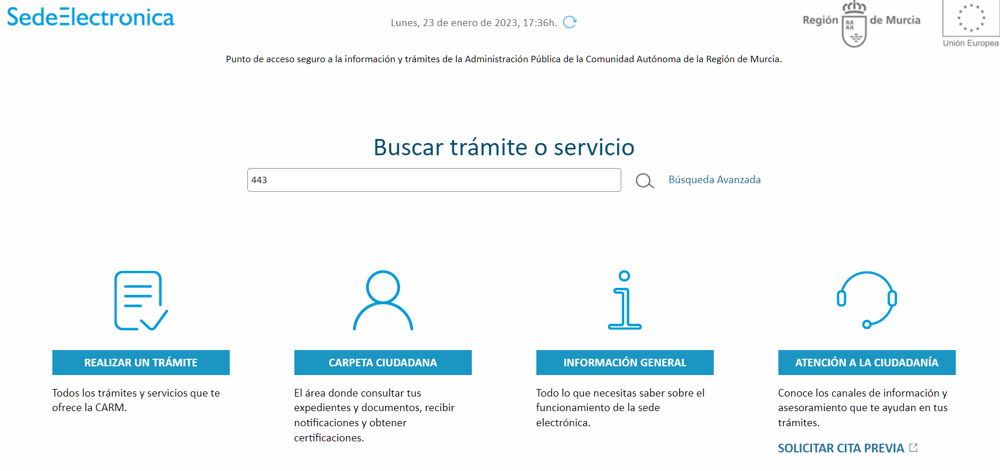 SedeElectronica
Lunes, 23 de enero de 2023, 17:36h.
Región de Murcia
Unión Europea
Punto de acceso seguro a la información y trámites de la Administración Pública de la Comunidad Autónoma de la Región de Murcia.
Buscar trámite o servicio
443
Búsqueda Avanzada
REALIZAR UN TRÁMITE
Todos los trámites y servicios que te
ofrece la CARM.
CARPETA CIUDADANA
El área donde consultar tus
expedientes y documentos, recibir
notificaciones y obtener
certificaciones.
INFORMACIÓN GENERAL
Todo lo que necesitas saber sobre el
funcionamiento de la sede
electrónica.
ATENCIÓN A LA CIUDADANÍA
Conoce los canales de información y
asesoramiento que te ayudan en tus
trámites.
SOLICITAR CITA PREVIA